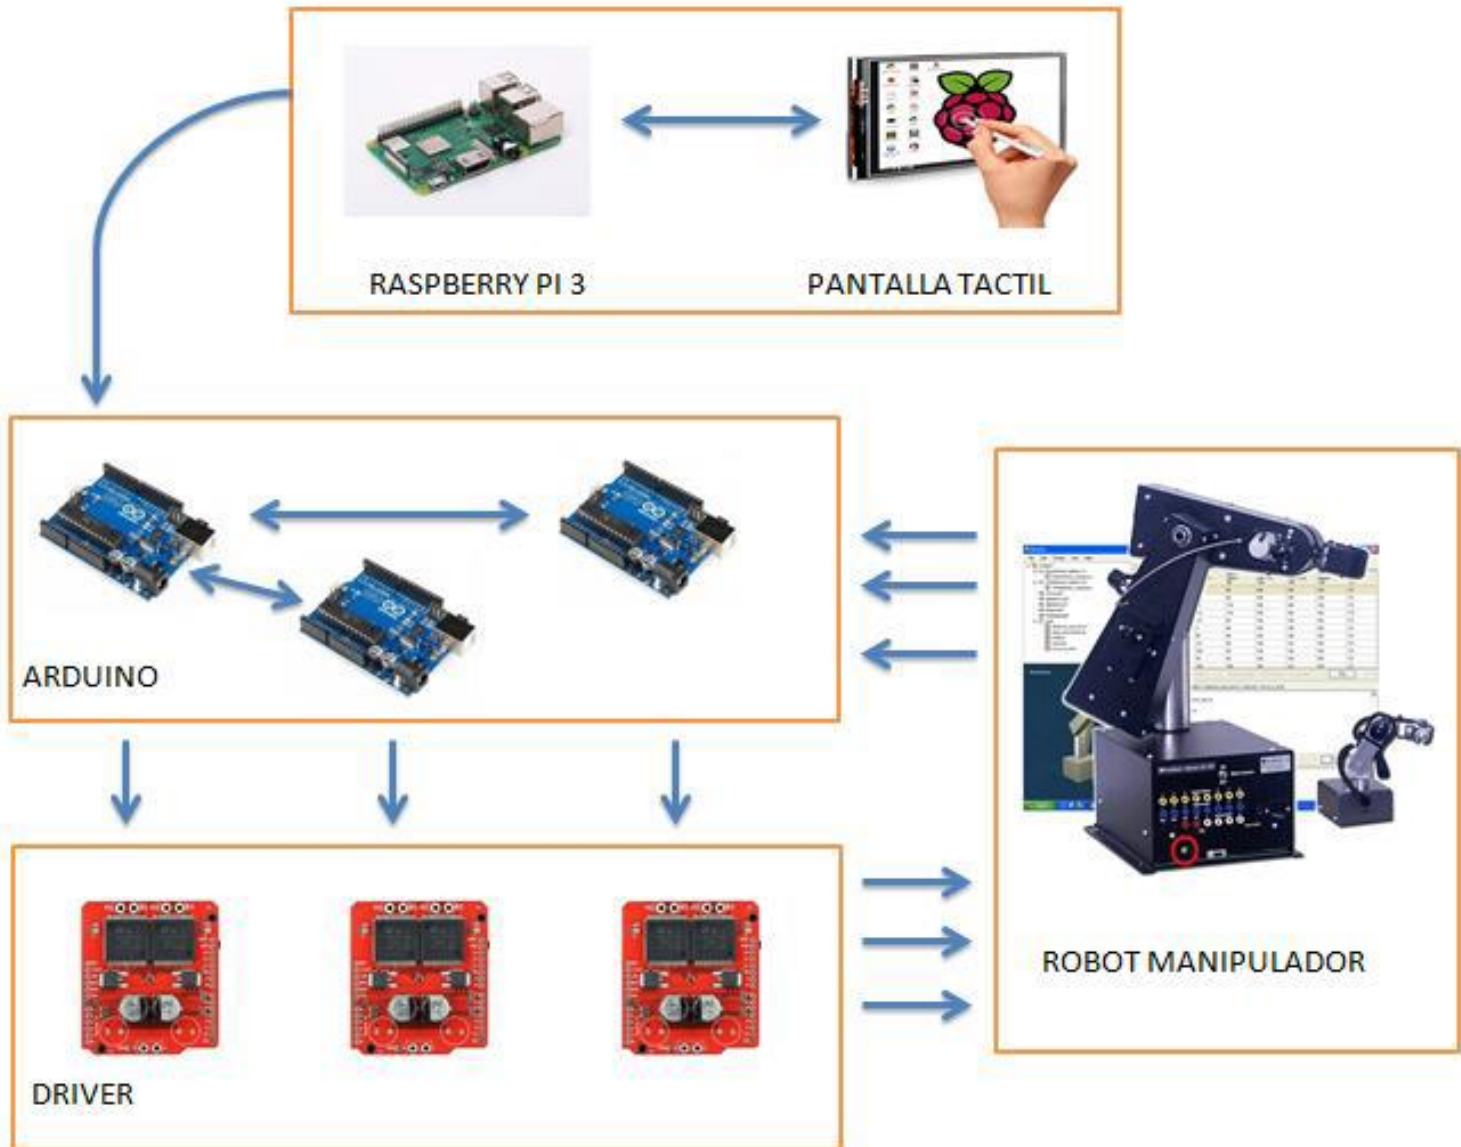 RASPBERRY PI 3
PANTALLA TACTIL
ARDUINO
ROBOT MANIPULADOR
DRIVER